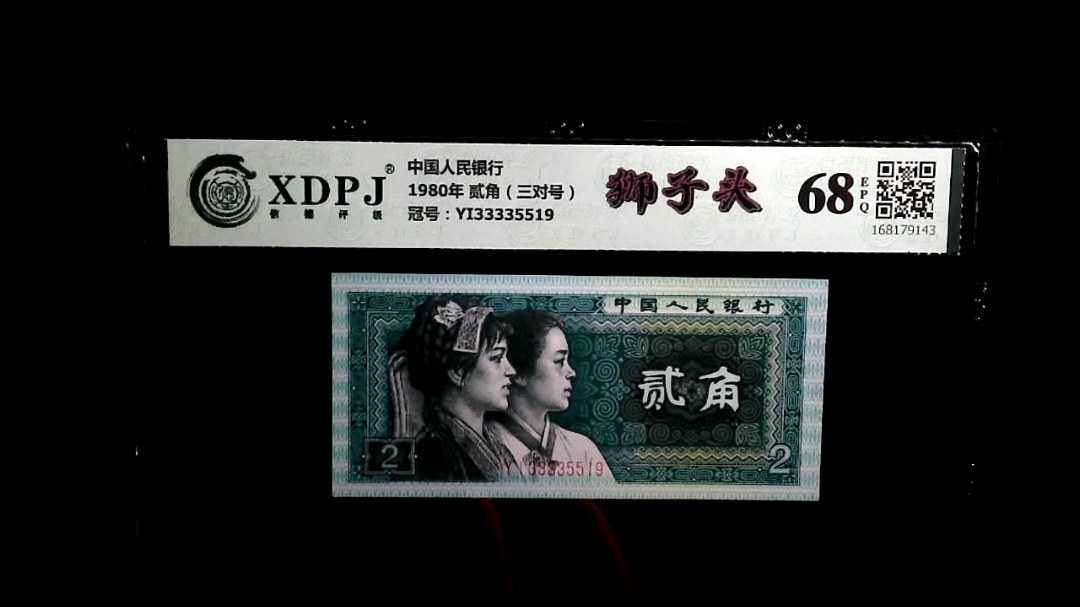 XDPJ®
信德评级
中国人民银行
1980年 贰角（三对号）
冠号：YI33335519
狮子头
68
EPQ
168179143
中国人民银行
贰角
2
2
YI33335519